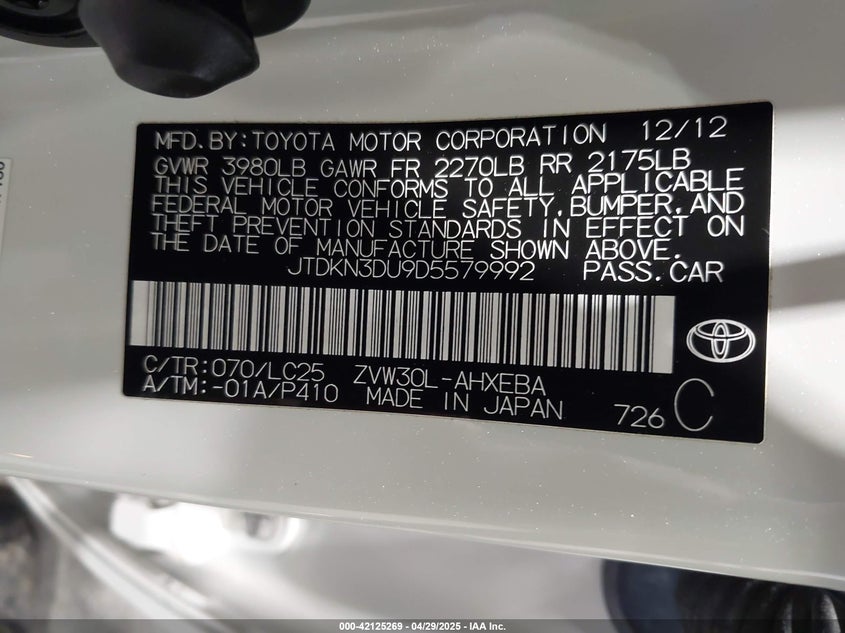 MFD. BY: TOYOTA MOTOR CORPORATION 12/12
GVWR 3980LB GAWR FR 2270LB RR 2175LB
THIS VEHICLE CONFORMS TO ALL APPLICABLE
FEDERAL MOTOR VEHICLE SAFETY, BUMPER, AND
THEFT PREVENTION STANDARDS IN EFFECT ON
THE DATE OF MANUFACTURE SHOWN ABOVE.
JTDKN3DU9D5579992 PASS. CAR
C/TR: 070/LC25 ZVW30L-AHXEBA
A/TM: -01A/P410 MADE IN JAPAN 726 C
000-42125269 - 04/29/2025 - IAA Inc.